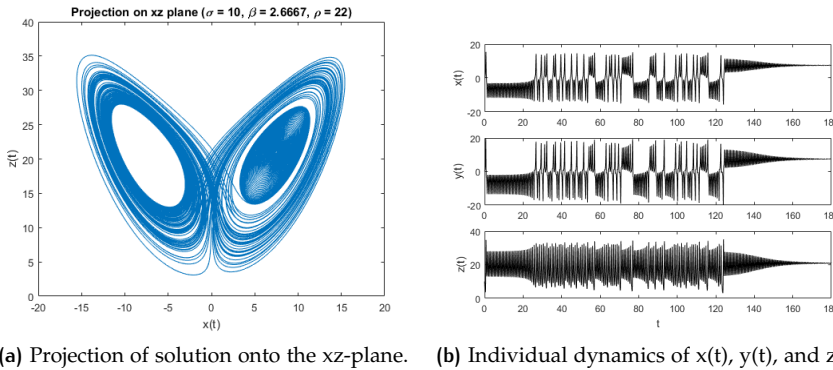 Projection on xz plane (σ = 10, β = 2.6667, ρ = 22)
40
35
30
25
20
15
10
5
0
z(t)
-20 -15 -10 -5 0 5 10 15 20
x(t)
20
0
-20
x(t)
0 20 40 60 80 100 120 140 160 180
20
0
-20
y(t)
0 20 40 60 80 100 120 140 160 180
40
20
0
z(t)
0 20 40 60 80 100 120 140 160 180
t
(a) Projection of solution onto the xz-plane.
(b) Individual dynamics of x(t), y(t), and z